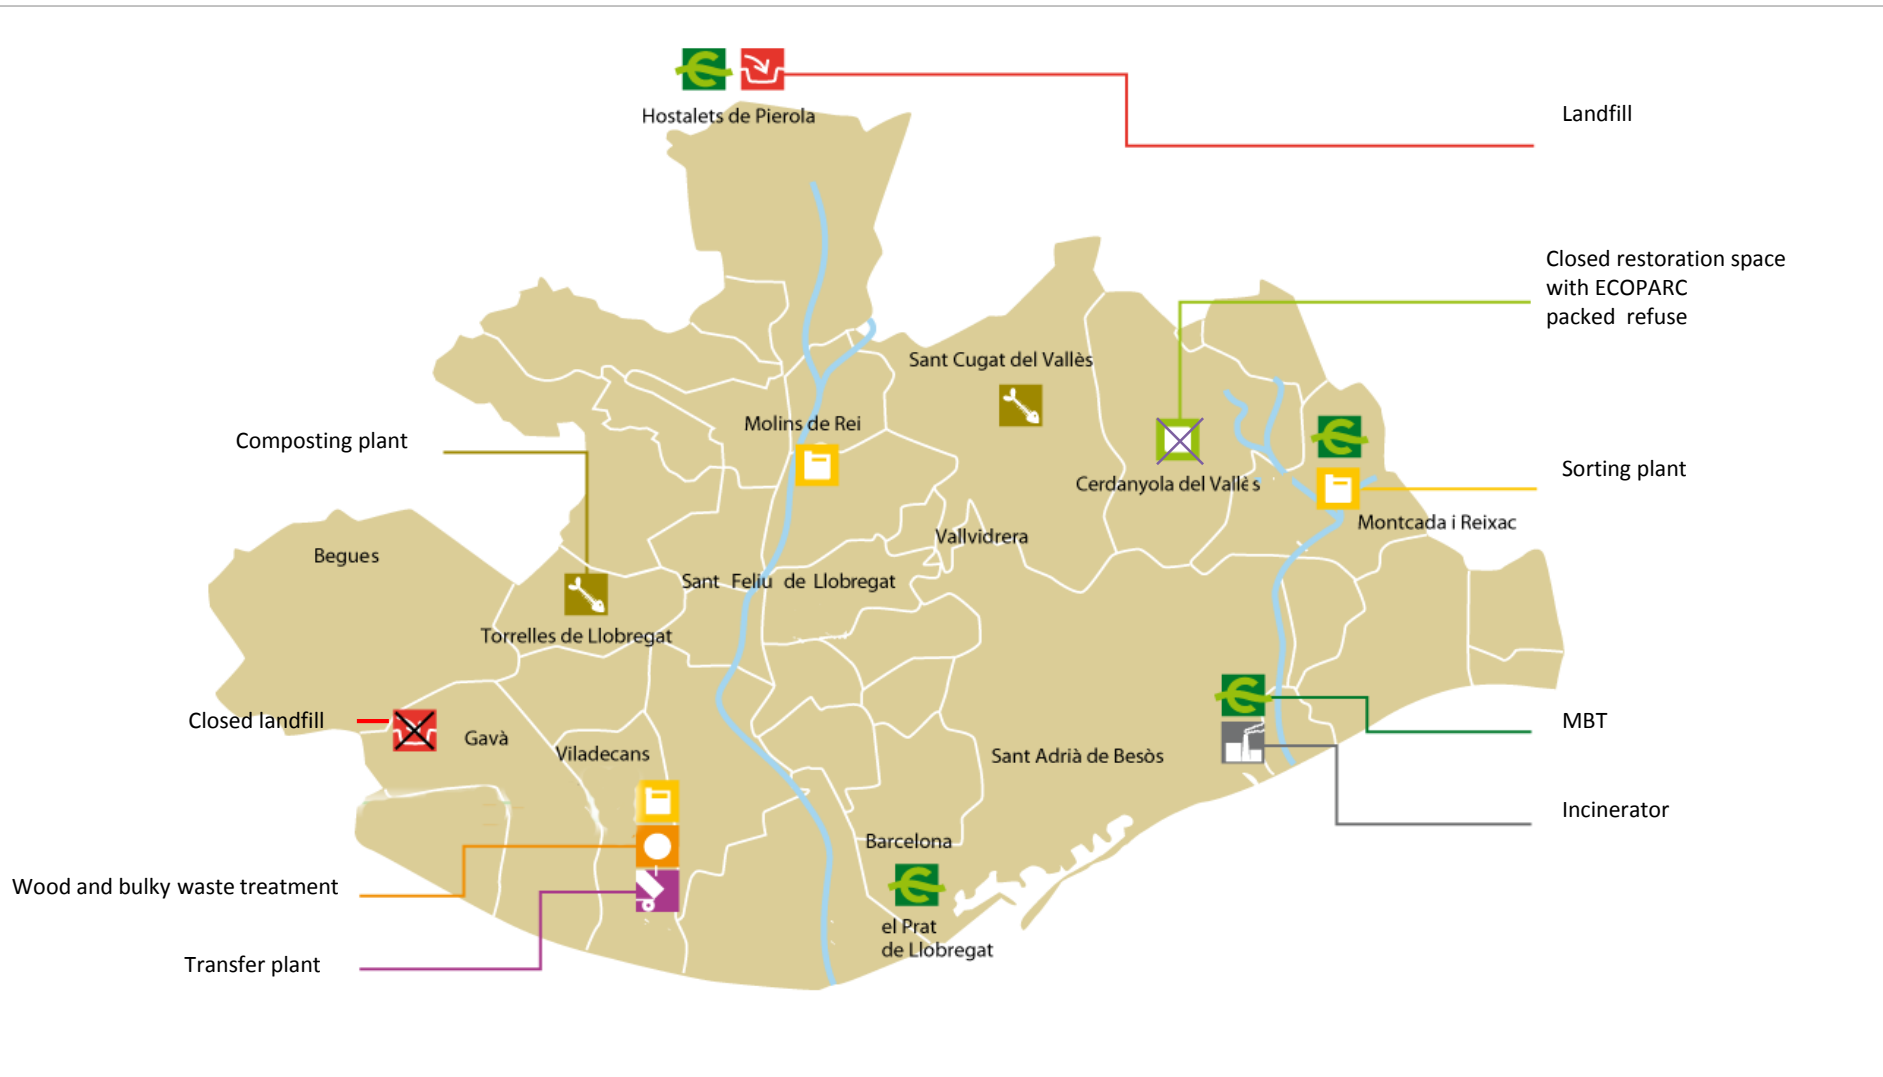 Hostalets de Pierola
Landfill
Closed restoration space
with ECOPARC
packed refuse
Sant Cugat del Vallès
Molins de Rei
Composting plant
Sorting plant
Cerdanyola del Vallès
Montcada i Reixac
Vallvidrera
Begues
Sant Feliu de Llobregat
Torrelles de Llobregat
Closed landfill
Gavà
Viladecans
Sant Adrià de Besòs
MBT
Incinerator
Barcelona
Wood and bulky waste treatment
el Prat
de Llobregat
Transfer plant